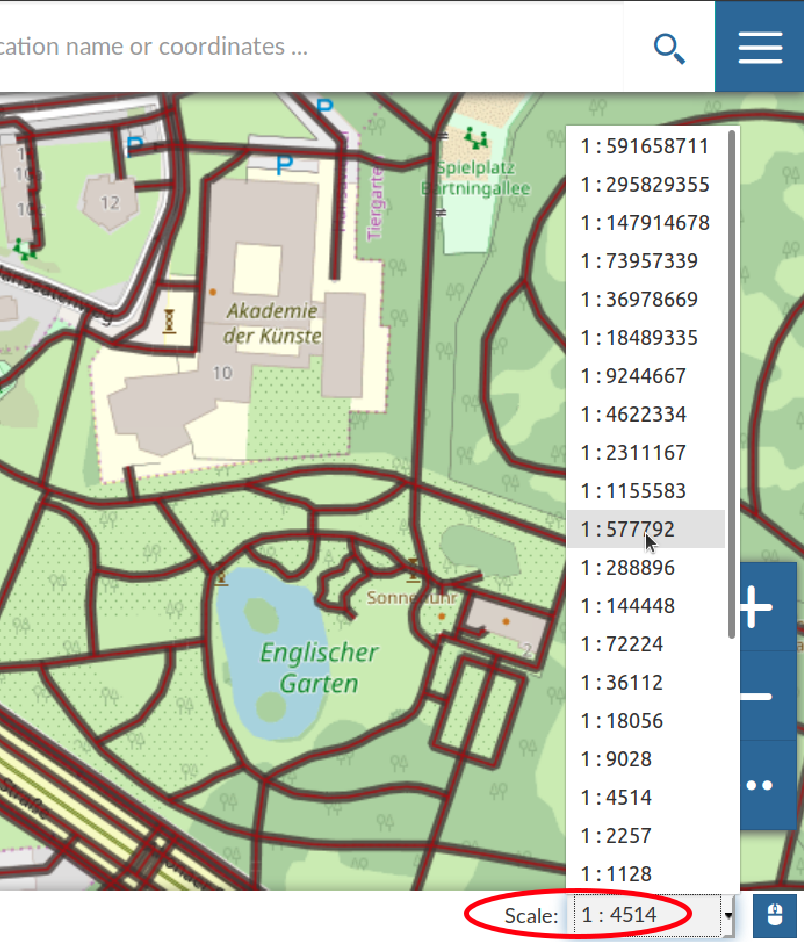 cation name or coordinates ...
P
P
P
12
10
Hanseatenweg
Tiergarten
Spielplatz
Bartningallee
Akademie
der Künste
10
Sonnenuhr
2
Englischer
Garten
Straße
1 : 591658711
1 : 295829355
1 : 147914678
1 : 73957339
1 : 36978669
1 : 18489335
1 : 9244667
1 : 4622334
1 : 2311167
1 : 1155583
1 : 577792
1 : 288896
1 : 144448
1 : 72224
1 : 36112
1 : 18056
1 : 9028
1 : 4514
1 : 2257
1 : 1128
Scale: 1 : 4514